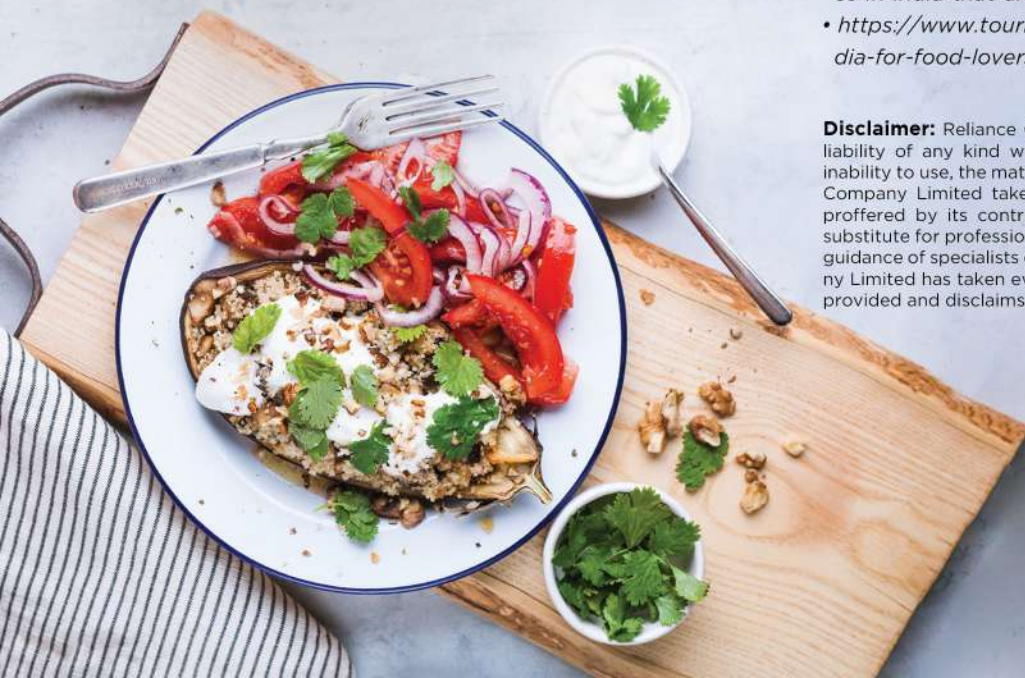 • https://www.tour
dia-for-food-lovers
Disclaimer: Reliance
liability of any kind w
inability to use, the mat
Company Limited take
proffered by its contr
substitute for professio
guidance of specialists
ny Limited has taken ev
provided and disclaims